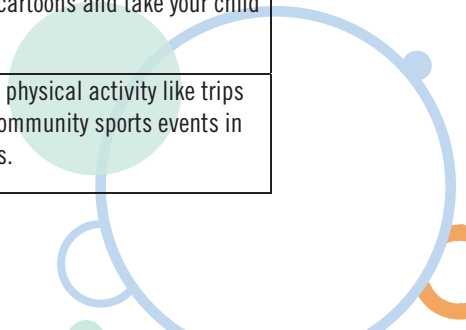 cartoons and take your child
physical activity like trips
ommunity sports events in
s.